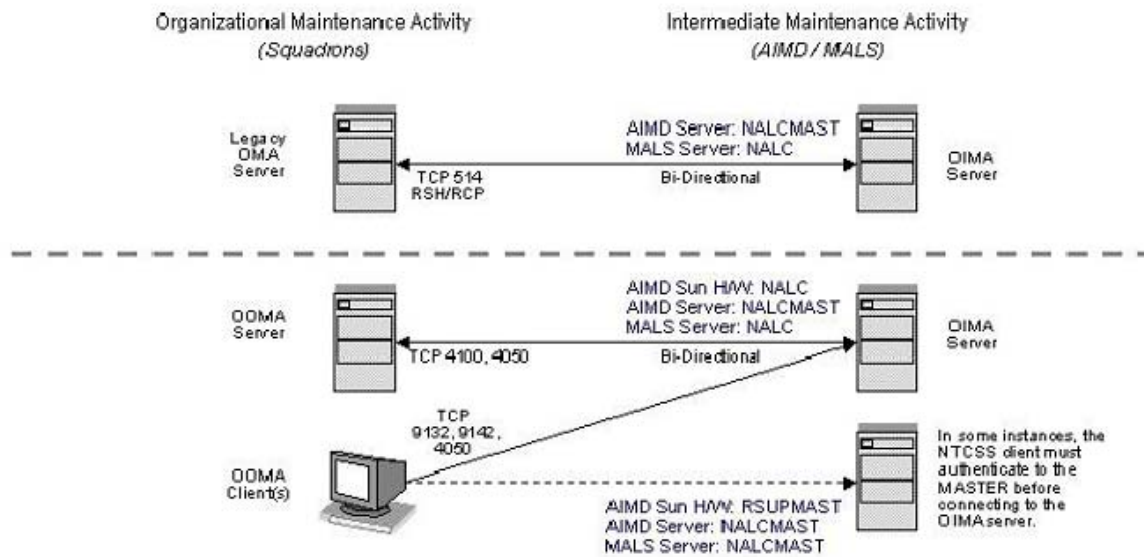 Organizational Maintenance Activity
(Squadrons)
Intermediate Maintenance Activity
(AIMD / MALS)
Legacy
OMA
Server
AIMD Server: NALCMAST
MALS Server: NALC
TCP 514
RSH/RCP
Bi-Directional
OIMA
Server
OOMA
Server
AIMD Sun H/W: NALC
AIMD Server: NALCMAST
MALS Server: NALC
TCP 4100, 4050
Bi-Directional
OIMA
Server
TCP
9132, 9142,
4050
OOMA
Client(s)
AIMD Sun H/W: RSUPMAST
AIMD Server: NALCMAST
MALS Server: NALCMAST
In some instances, the
NTCSS client must
authenticate to the
MASTER before
connecting to the
OIMA server.